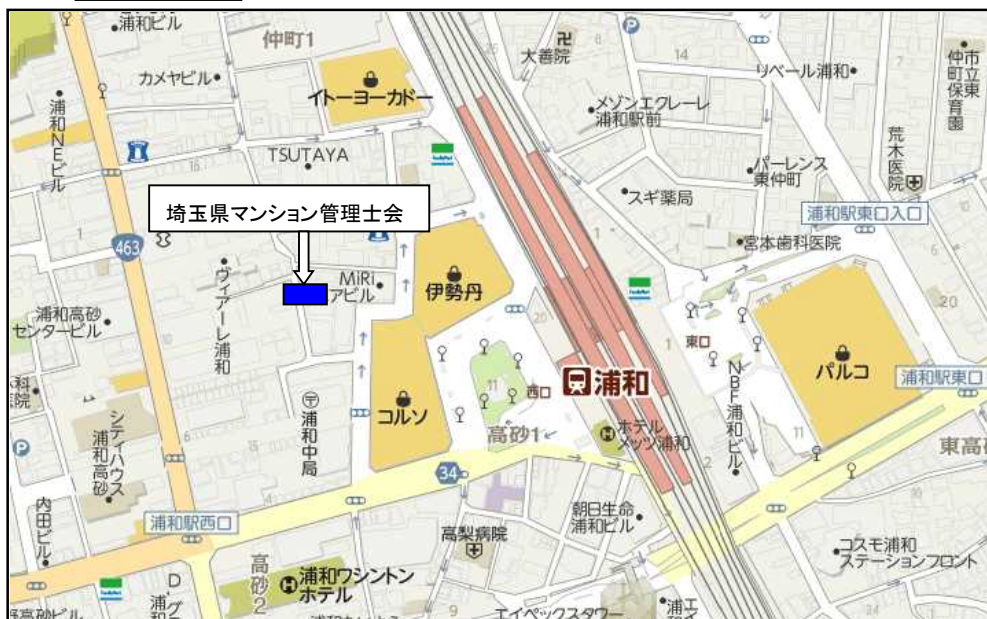 浦和ビル
仲町1
カメヤビル
イトーヨーカドー
大善院
14
リベール浦和
市立東
仲町保育園
浦和NEビル
メゾンエクレーレ
浦和駅前
荒木医院
18
TSUTAYA
FamilyMart
パーレンス
東仲町
スギ薬局
埼玉県マンション管理士会
浦和駅東口入口
463
宮本歯科医院
ヴィアーレ浦和
MiRi
アビル
伊勢丹
FamilyMart
浦和高砂
センタービル
20
20
東口
パルコ
浦和駅東口
西口
浦和
11
コルソ
浦和中局
NBF浦和ビル
シティハウス
浦和高砂
高砂1
ホテル
メッツ浦和
11
東高砂
34
内田ビル
浦和駅西口
朝日生命
浦和ビル
高梨病院
コスモ浦和
ステーションフロント
高砂2
浦和ワシントン
ホテル
FamilyMart
9
エイペックスタワー